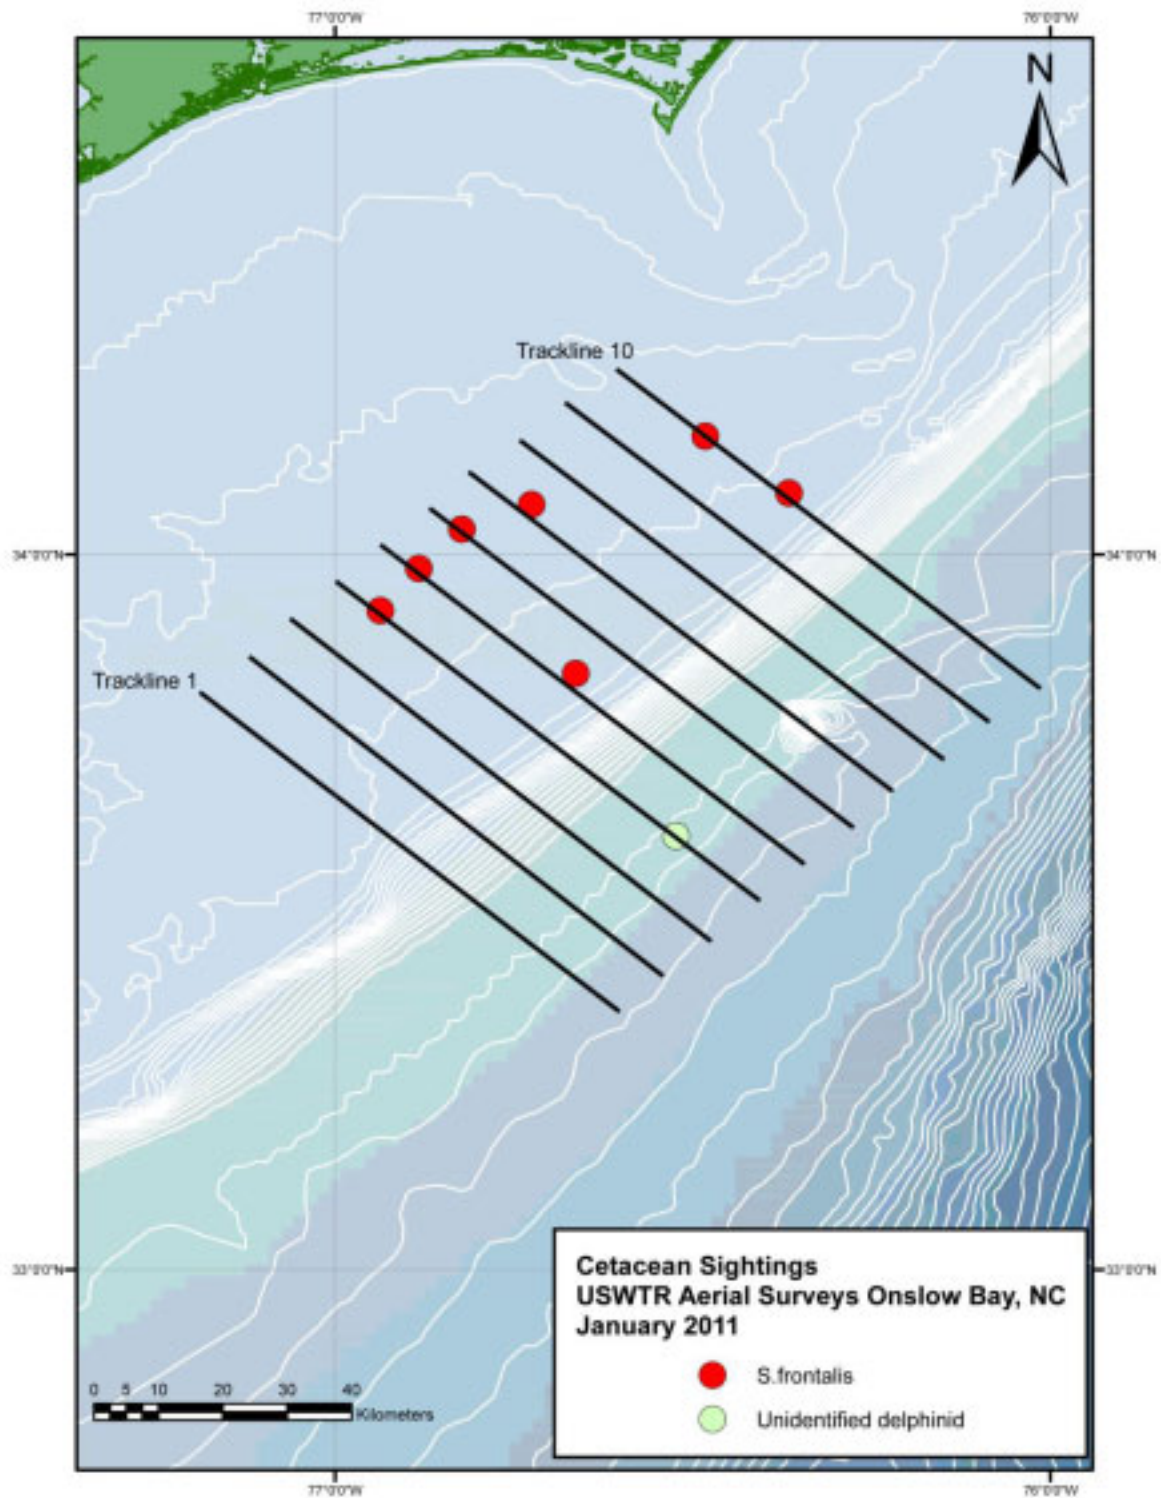 77°0'0"W 76°0'0"W
N
Trackline 10
34°0'0"N 34°0'0"N
Trackline 1
33°0'0"N 33°0'0"N
Cetacean Sightings
USWTR Aerial Surveys Onslow Bay, NC
January 2011
S.frontalis
Unidentified delphinid
0 5 10 20 30 40
Kilometers
77°0'0"W 76°0'0"W